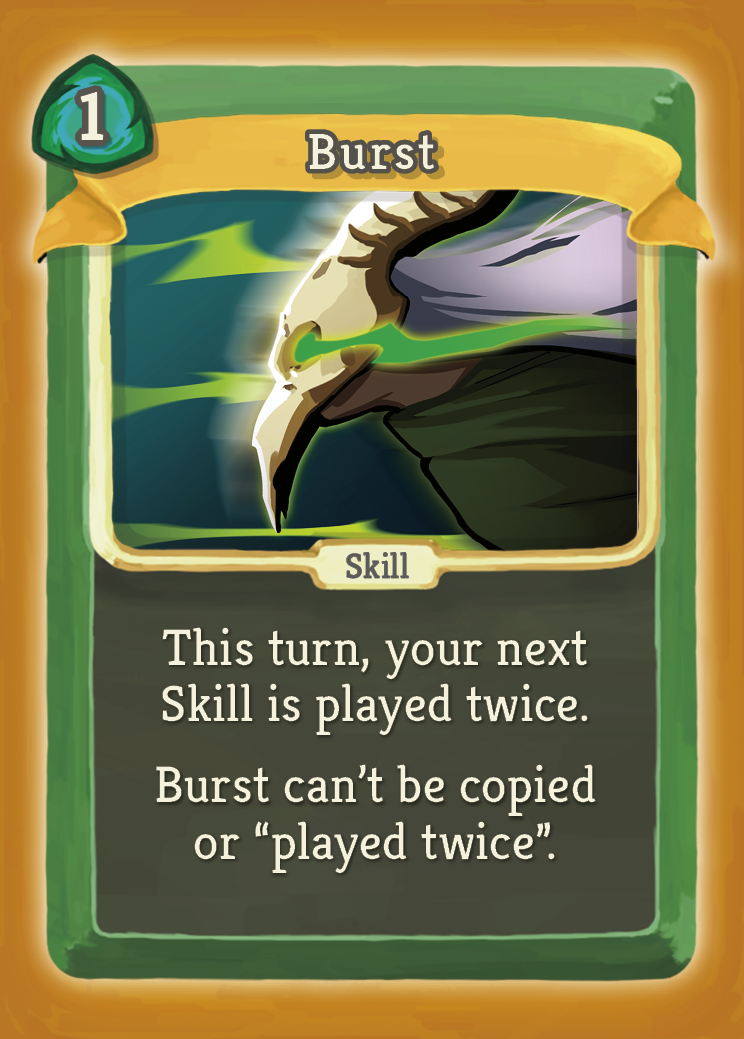 1
Burst
Skill
This turn, your next
Skill is played twice.
Burst can’t be copied
or “played twice”.